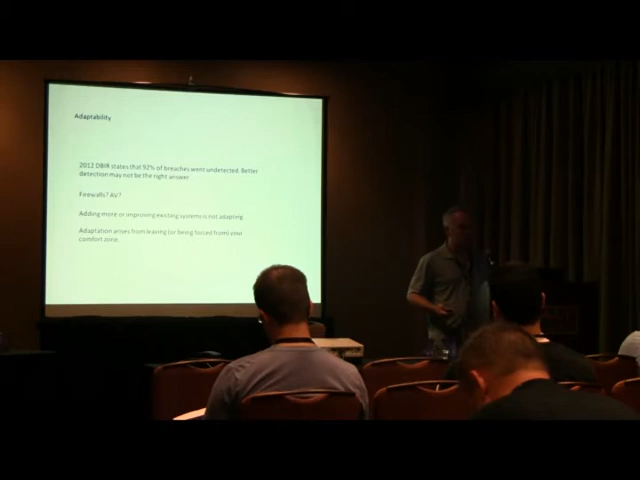 Adaptability
2012 DBIR states that 92% of breaches went undetected. Better
detection may not be the right answer
Firewalls? AV?
Adding more or improving existing systems is not adapting
Adaptation arises from leaving (or being forced from) your
comfort zone.